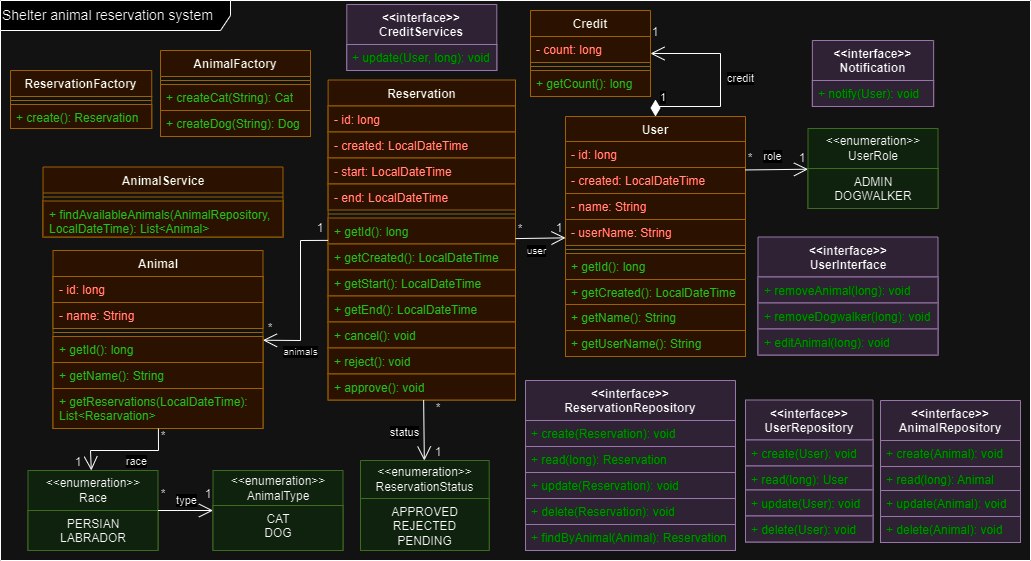 Shelter animal reservation system
ReservationFactory
+ create(): Reservation
AnimalFactory
+ createCat(String): Cat
+ createDog(String): Dog
<<interface>>
CreditServices
+ update(User, long): void
Reservation
- id: long
- created: LocalDateTime
- start: LocalDateTime
- end: LocalDateTime
+ getId(): long
+ getCreated(): LocalDateTime
+ getStart(): LocalDateTime
+ getEnd(): LocalDateTime
+ cancel(): void
+ reject(): void
+ approve(): void
Credit
- count: long
+ getCount(): long
1
credit
1
User
- id: long
- created: LocalDateTime
- name: String
- userName: String
+ getId(): long
+ getCreated(): LocalDateTime
+ getName(): String
+ getUserName(): String
<<interface>>
Notification
+ notify(User): void
* role 1
<<enumeration>>
UserRole
ADMIN
DOGWALKER
AnimalService
+ findAvailableAnimals(AnimalRepository,
LocalDateTime): List<Animal>
1
*
animals
* 1
user
Animal
- id: long
- name: String
+ getId(): long
+ getName(): String
+ getReservations(LocalDateTime):
List<Resarvation>
<<interface>>
UserInterface
+ removeAnimal(long): void
+ removeDogwalker(long): void
+ editAnimal(long): void
*
1 race
<<enumeration>>
Race
PERSIAN
LABRADOR
* type 1
<<enumeration>>
AnimalType
CAT
DOG
*
status
1
<<enumeration>>
ReservationStatus
APPROVED
REJECTED
PENDING
<<interface>>
ReservationRepository
+ create(Reservation): void
+ read(long): Reservation
+ update(Reservation): void
+ delete(Reservation): void
+ findByAnimal(Animal): Reservation
<<interface>>
UserRepository
+ create(User): void
+ read(long): User
+ update(User): void
+ delete(User): void
<<interface>>
AnimalRepository
+ create(Animal): void
+ read(long): Animal
+ update(Animal): void
+ delete(Animal): void